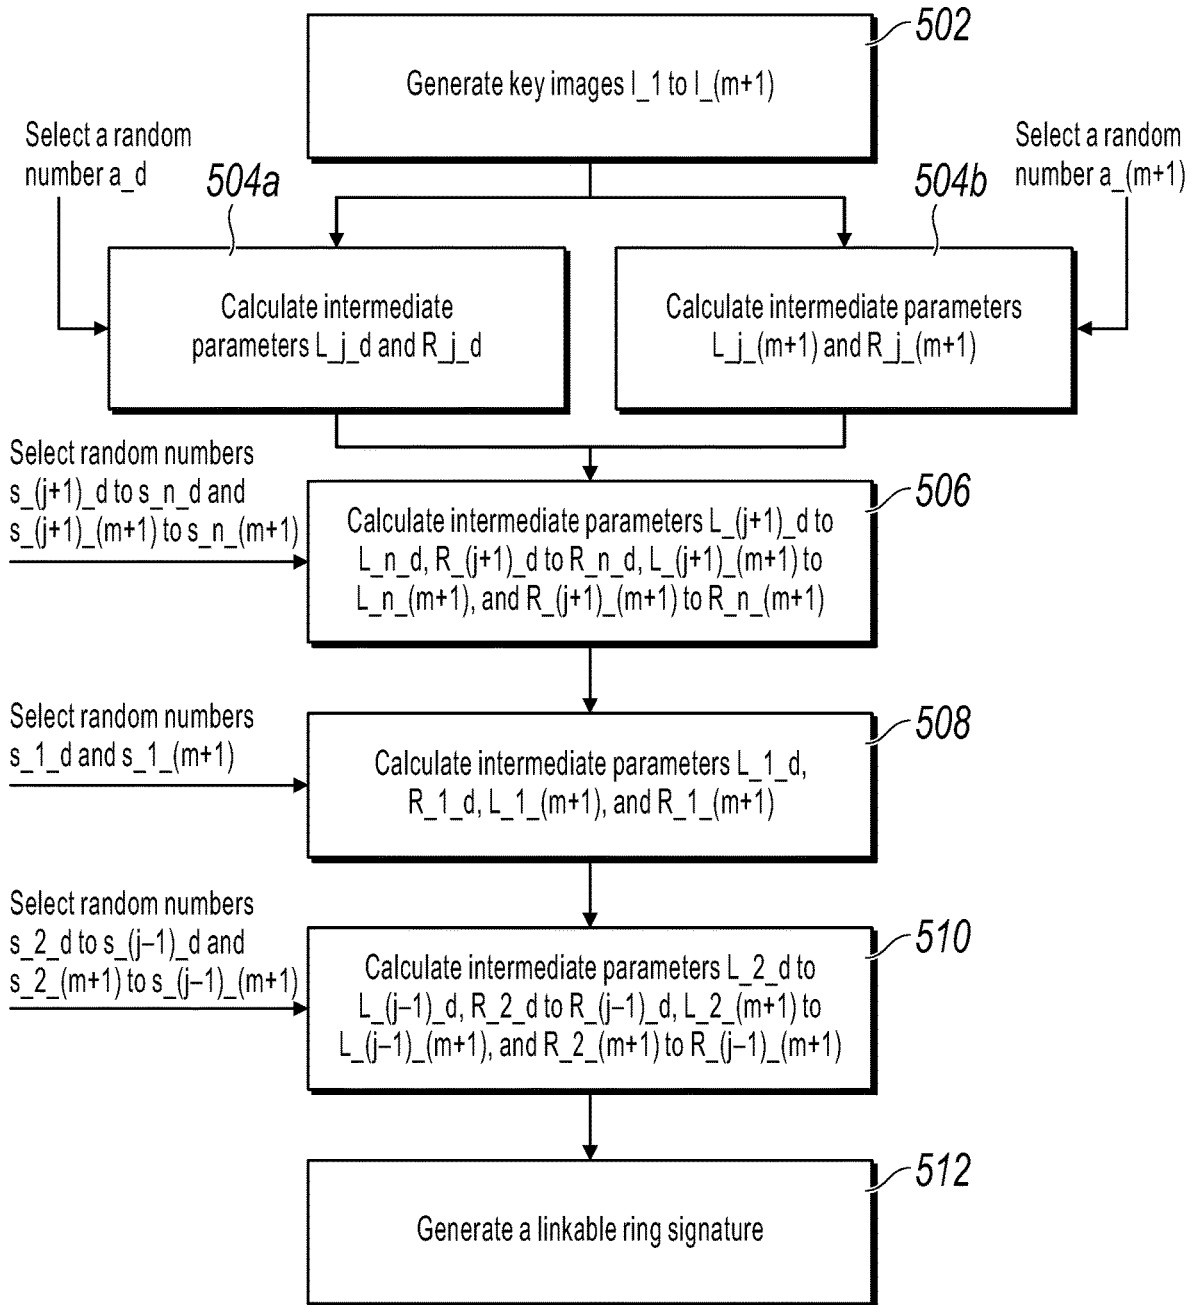 502
Generate key images I_1 to I_(m+1)
Select a random
number a_d
504a
504b
Select a random
number a_(m+1)
Calculate intermediate
parameters L_j_d and R_j_d
Calculate intermediate parameters
L_j_(m+1) and R_j_(m+1)
Select random numbers
s_(j+1)_d to s_n_d and
s_(j+1)_(m+1) to s_n_(m+1)
506
Calculate intermediate parameters L_(j+1)_d to
L_n_d, R_(j+1)_d to R_n_d, L_(j+1)_(m+1) to
L_n_(m+1), and R_(j+1)_(m+1) to R_n_(m+1)
Select random numbers
s_1_d and s_1_(m+1)
508
Calculate intermediate parameters L_1_d,
R_1_d, L_1_(m+1), and R_1_(m+1)
Select random numbers
s_2_d to s_(j–1)_d and
s_2_(m+1) to s_(j–1)_(m+1)
510
Calculate intermediate parameters L_2_d to
L_(j–1)_d, R_2_d to R_(j–1)_d, L_2_(m+1) to
L_(j–1)_(m+1), and R_2_(m+1) to R_(j–1)_(m+1)
512
Generate a linkable ring signature